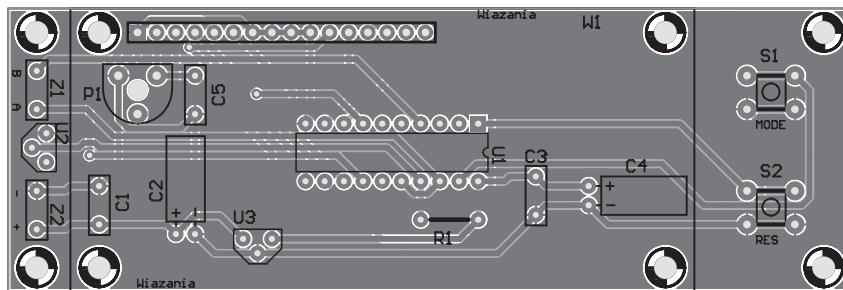 Wiazania
W1
S1
B
Z1
A
P1
C5
MODE
U2
U1
C3
C4
S2
C1
C2
-
+
Z2
+
+
+
-
U3
R1
RES
Wiazania